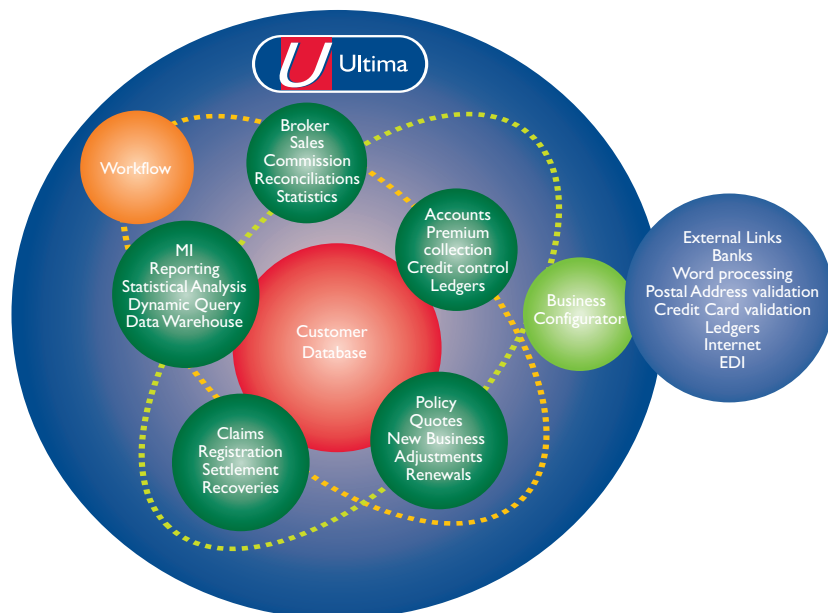 U Ultima
Broker
Sales
Commission
Reconciliations
Statistics
Workflow
Accounts
Premium
collection
Credit control
Ledgers
MI
Reporting
Statistical Analysis
Dynamic Query
Data Warehouse
Customer
Database
Business
Configurator
External Links
Banks
Word processing
Postal Address validation
Credit Card validation
Ledgers
Internet
EDI
Policy
Quotes
New Business
Adjustments
Renewals
Claims
Registration
Settlement
Recoveries